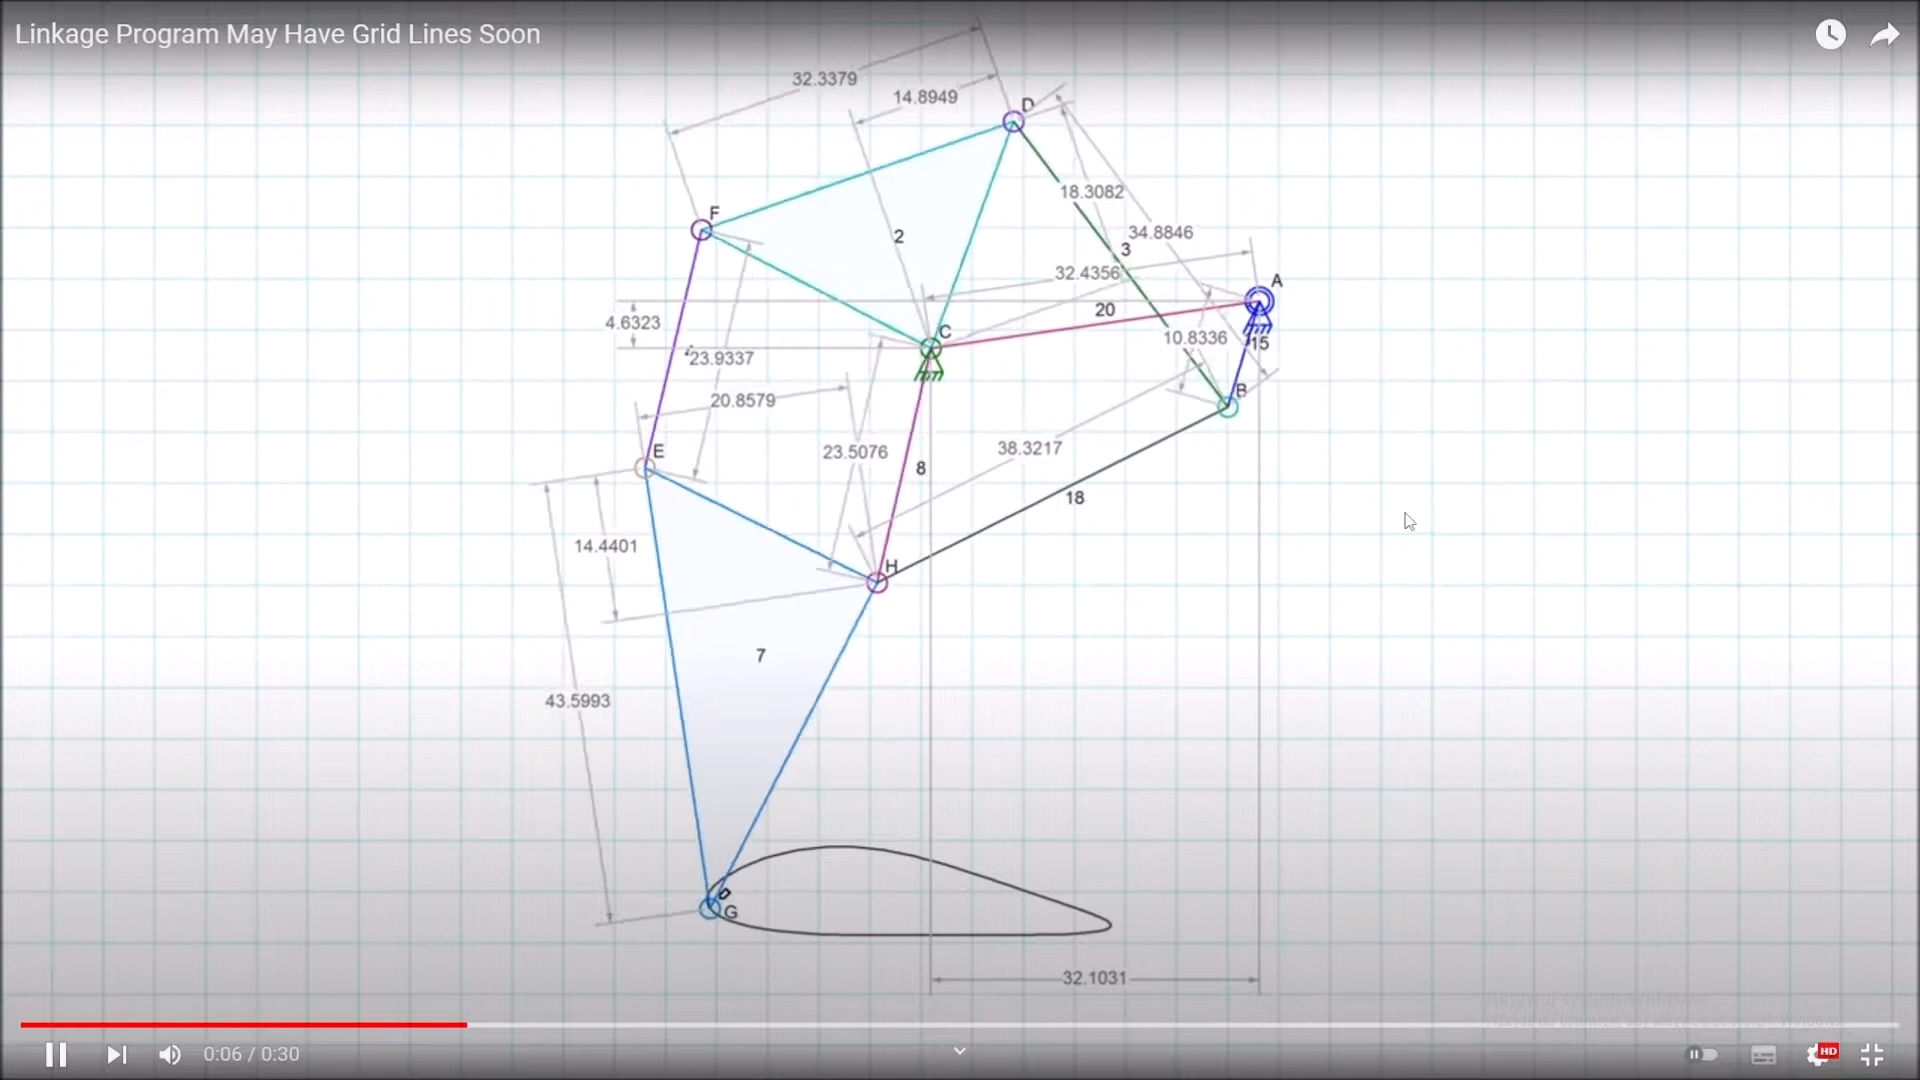 Linkage Program May Have Grid Lines Soon
32.3379
14.8949
D
18.3082
F
34.8846
2
3
32.4356
A
20
4.6323
C
10.8336
15
23.9337
B
20.8579
E
23.5076
38.3217
8
18
14.4401
H
7
43.5993
G
32.1031
0:06 / 0:30
HD